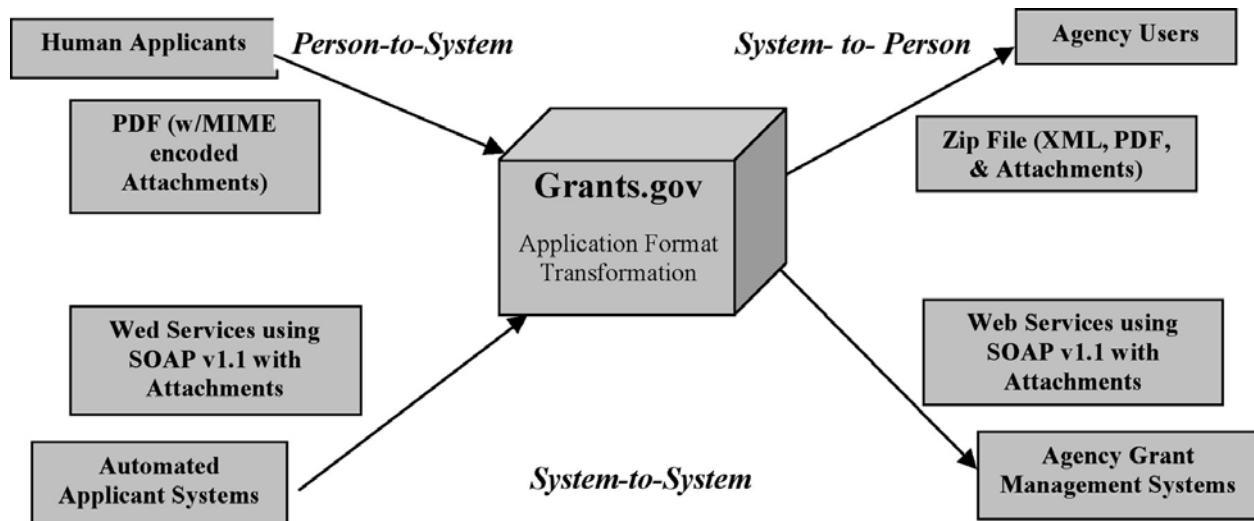 Human Applicants
Person-to-System
System- to- Person
Agency Users
PDF (w/MIME
encoded
Attachments)
Zip File (XML, PDF,
& Attachments)
Grants.gov
Application Format
Transformation
Wed Services using
SOAP v1.1 with
Attachments
Web Services using
SOAP v1.1 with
Attachments
Automated
Applicant Systems
System-to-System
Agency Grant
Management Systems